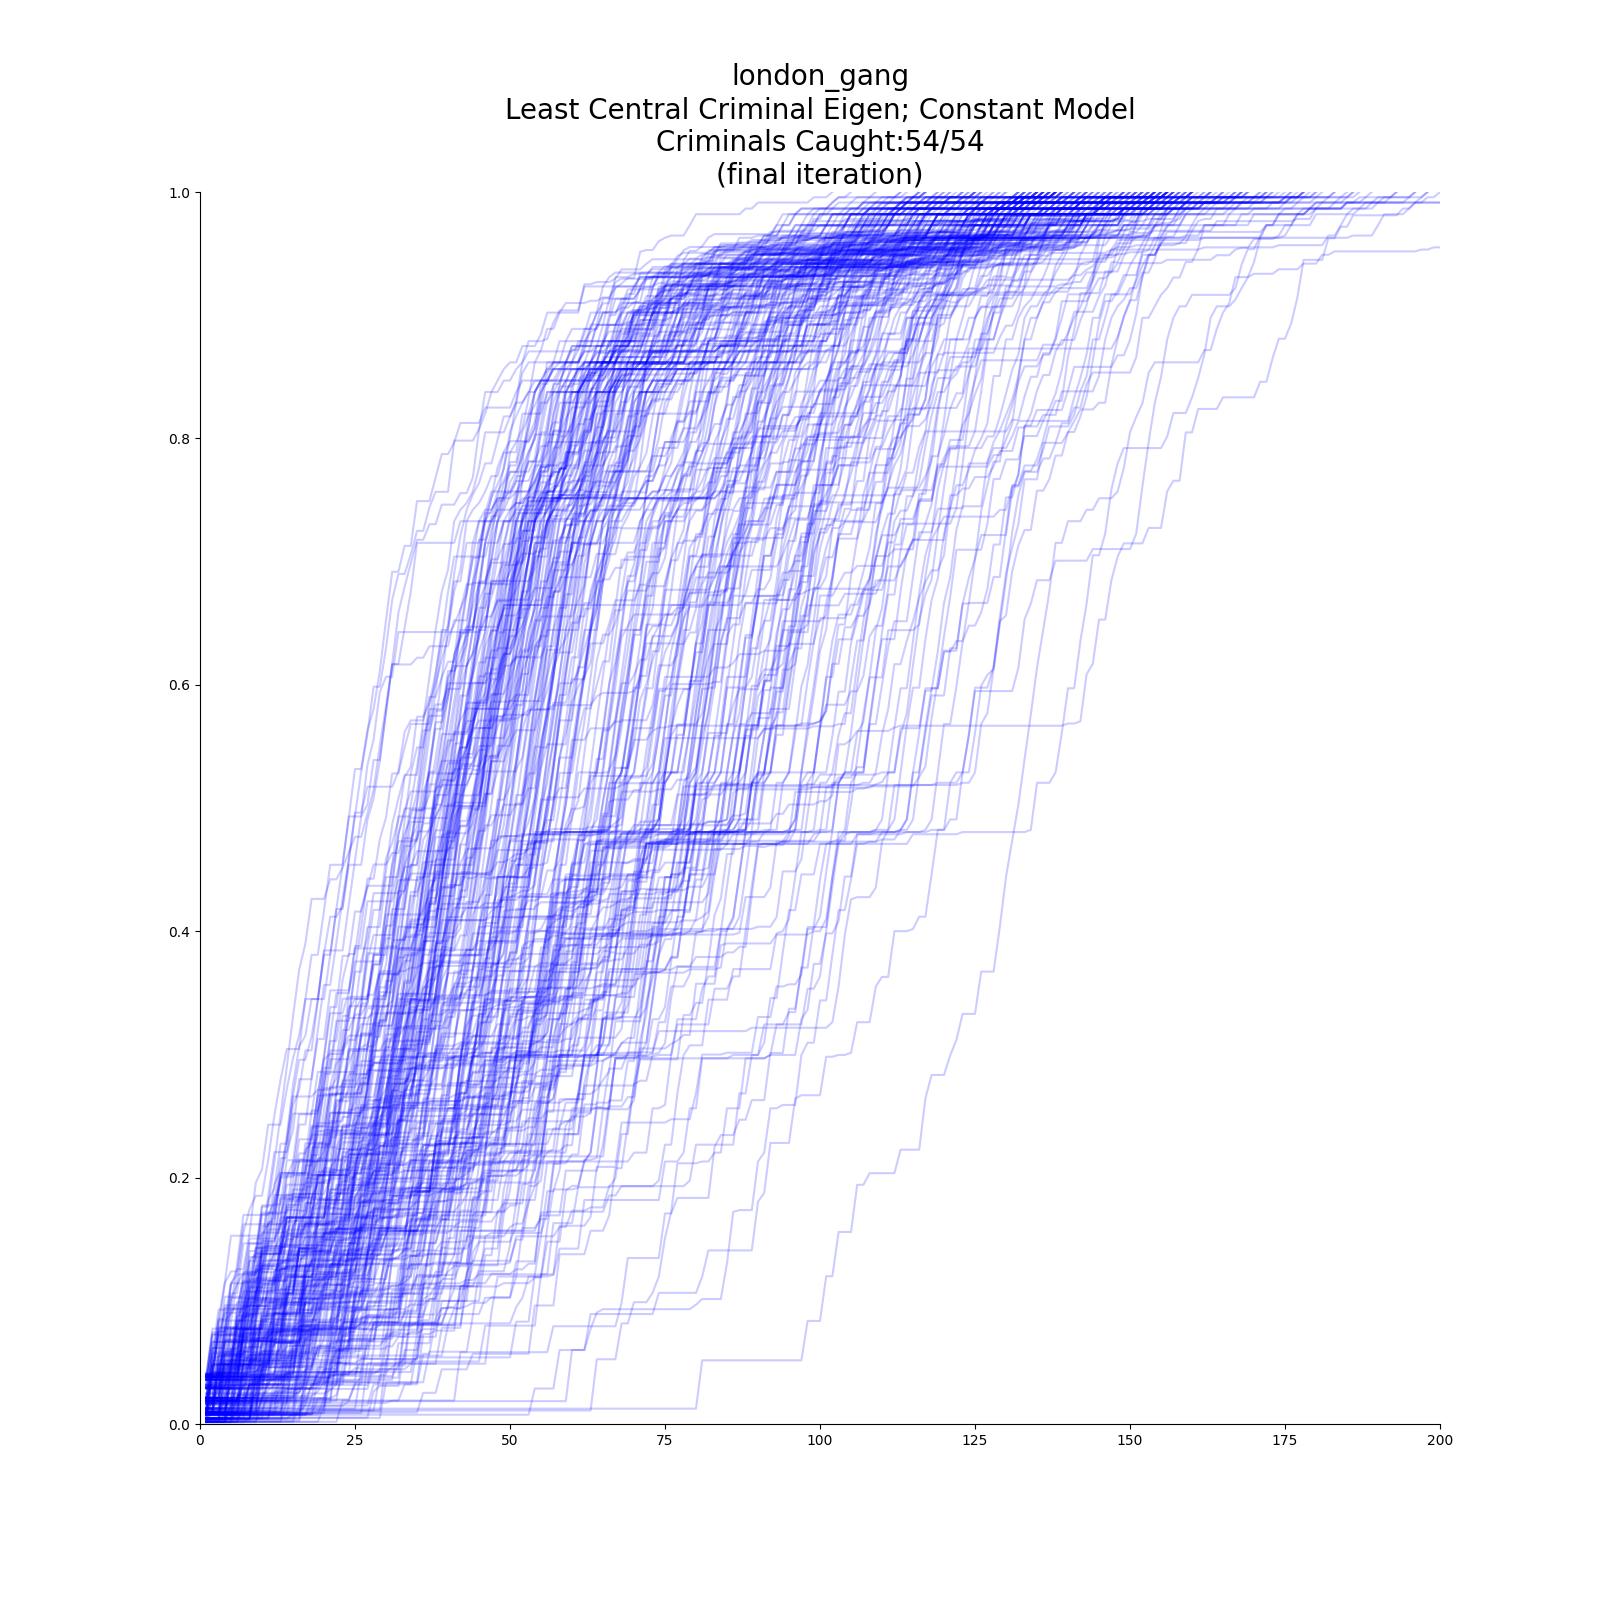 london_gang
Least Central Criminal Eigen; Constant Model
Criminals Caught:54/54
(final iteration)
1.0
0.8
0.6
0.4
0.2
0.0
0 25 50 75 100 125 150 175 200